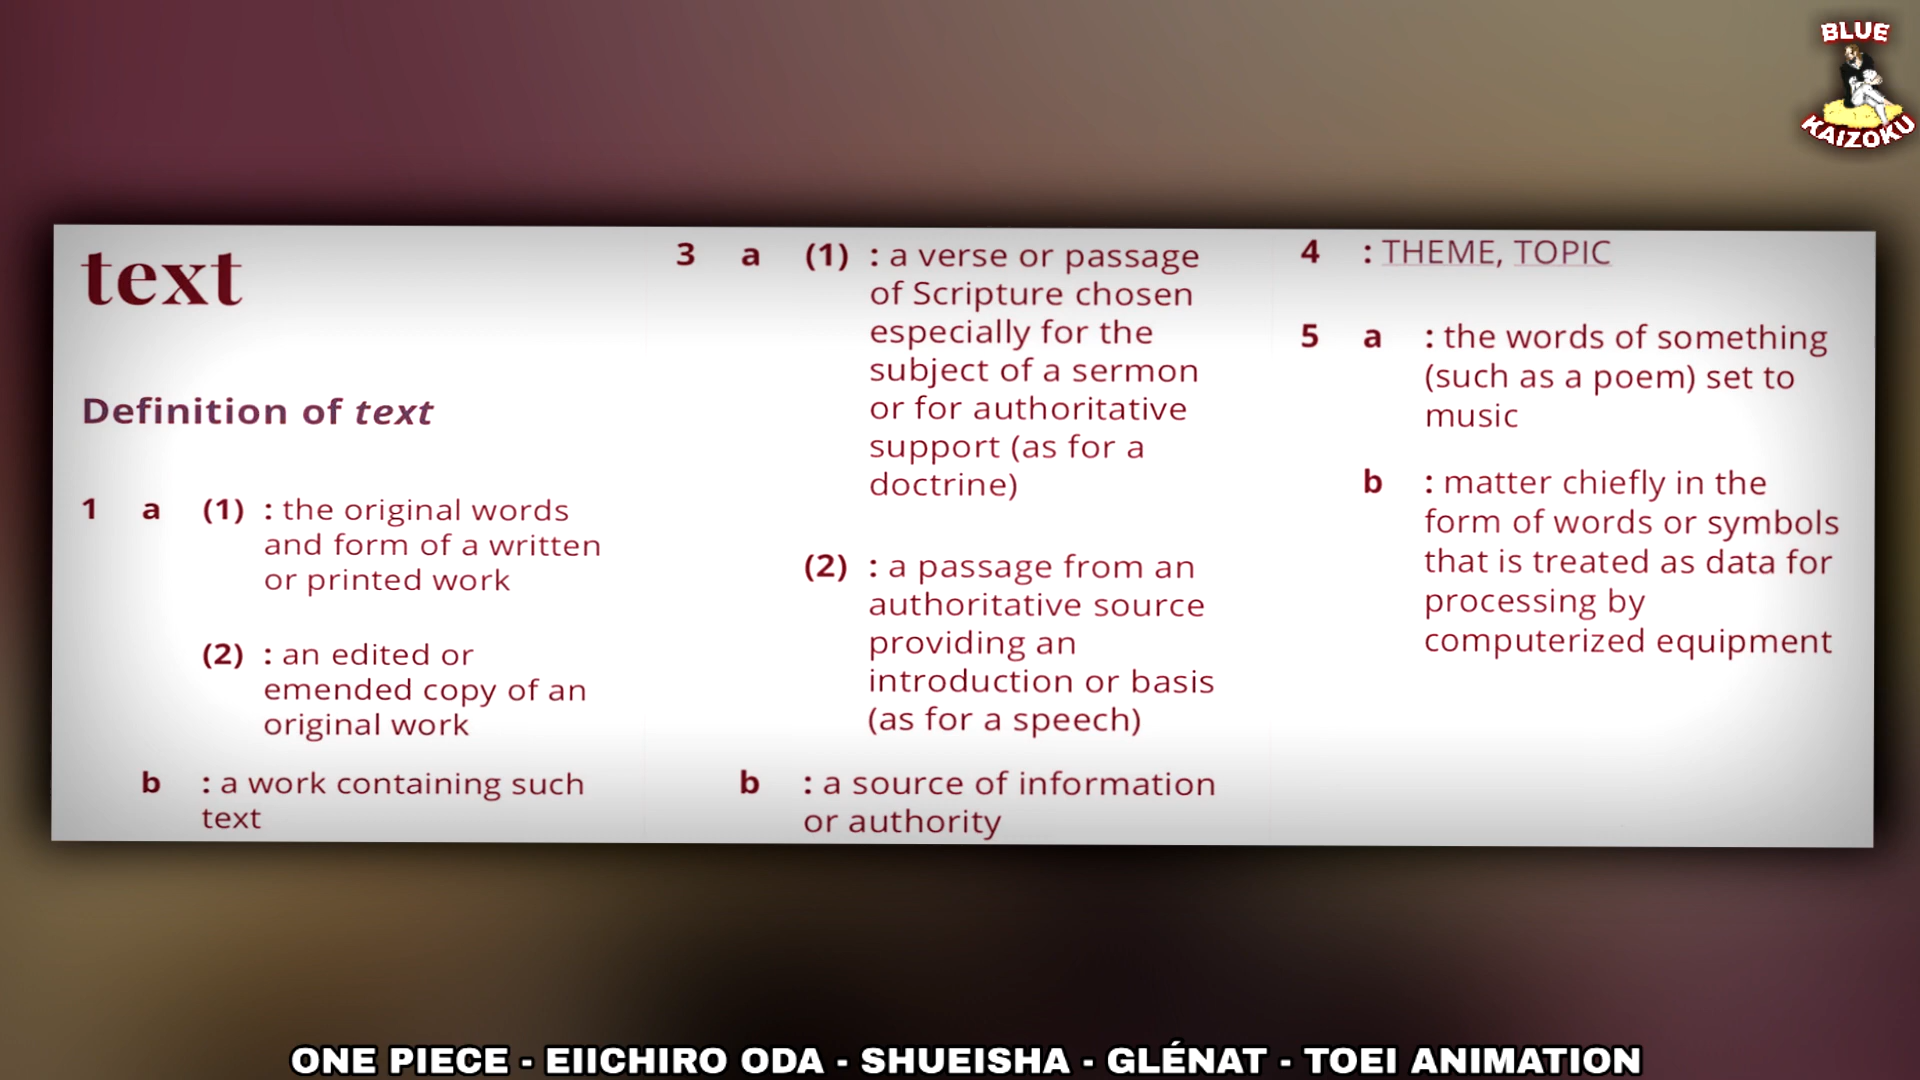 BLUE
KAIZOKU
text
Definition of text
1 a (1) : the original words
and form of a written
or printed work
(2) : an edited or
emended copy of an
original work
b : a work containing such
text
3 a (1) : a verse or passage
of Scripture chosen
especially for the
subject of a sermon
or for authoritative
support (as for a
doctrine)
(2) : a passage from an
authoritative source
providing an
introduction or basis
(as for a speech)
b : a source of information
or authority
4 : THEME, TOPIC
5 a : the words of something
(such as a poem) set to
music
b : matter chiefly in the
form of words or symbols
that is treated as data for
processing by
computerized equipment
ONE PIECE - EIICHIRO ODA - SHUEISHA - GLÉNAT - TOEI ANIMATION